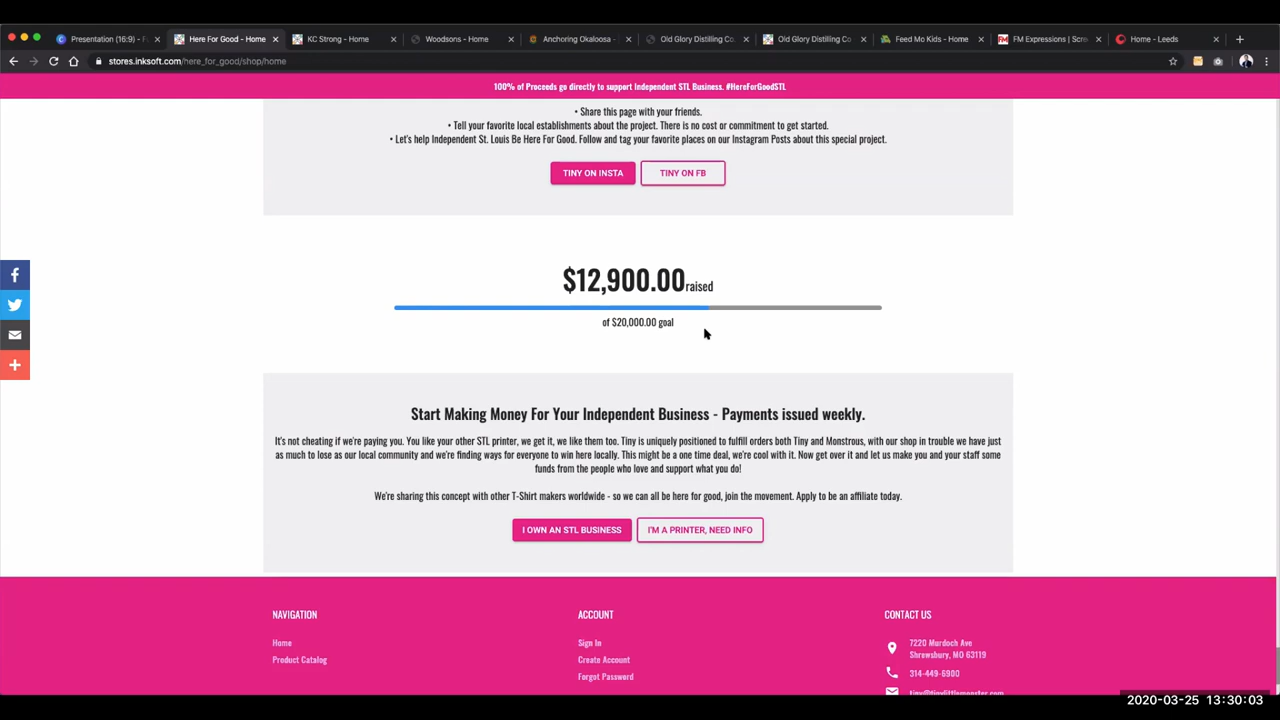 Presentation (16:9) - F
Here For Good - Home
KC Strong - Home
Woodsons - Home
Anchoring Okaloosa -
Old Glory Distilling Co
Old Glory Distilling Co
Feed Mo Kids - Home
FM Expressions | Scre
Home - Leeds
stores.inksoft.com/here_for_good/shop/home
100% of Proceeds go directly to support Independent STL Business. #HereForGoodSTL
• Share this page with your friends.
• Tell your favorite local establishments about the project. There is no cost or commitment to get started.
• Let's help Independent St. Louis Be Here For Good. Follow and tag your favorite places on our Instagram Posts about this special project.
TINY ON INSTA
TINY ON FB
$12,900.00 raised
of $20,000.00 goal
Start Making Money For Your Independent Business - Payments issued weekly.
It's not cheating if we're paying you. You like your other STL printer, we get it, we like them too. Tiny is uniquely positioned to fulfill orders both Tiny and Monstrous, with our shop in trouble we have just
as much to lose as our local community and we're finding ways for everyone to win here locally. This might be a one time deal, we're cool with it. Now get over it and let us make you and your staff some
funds from the people who love and support what you do!
We're sharing this concept with other T-Shirt makers worldwide - so we can all be here for good, join the movement. Apply to be an affiliate today.
I OWN AN STL BUSINESS
I'M A PRINTER, NEED INFO
NAVIGATION
Home
Product Catalog
ACCOUNT
Sign In
Create Account
Forgot Password
CONTACT US
7220 Murdoch Ave
Shrewsbury, MO 63119
314-449-6900
tiny@tinylittlemonster.com
2020-03-25 13:30:03